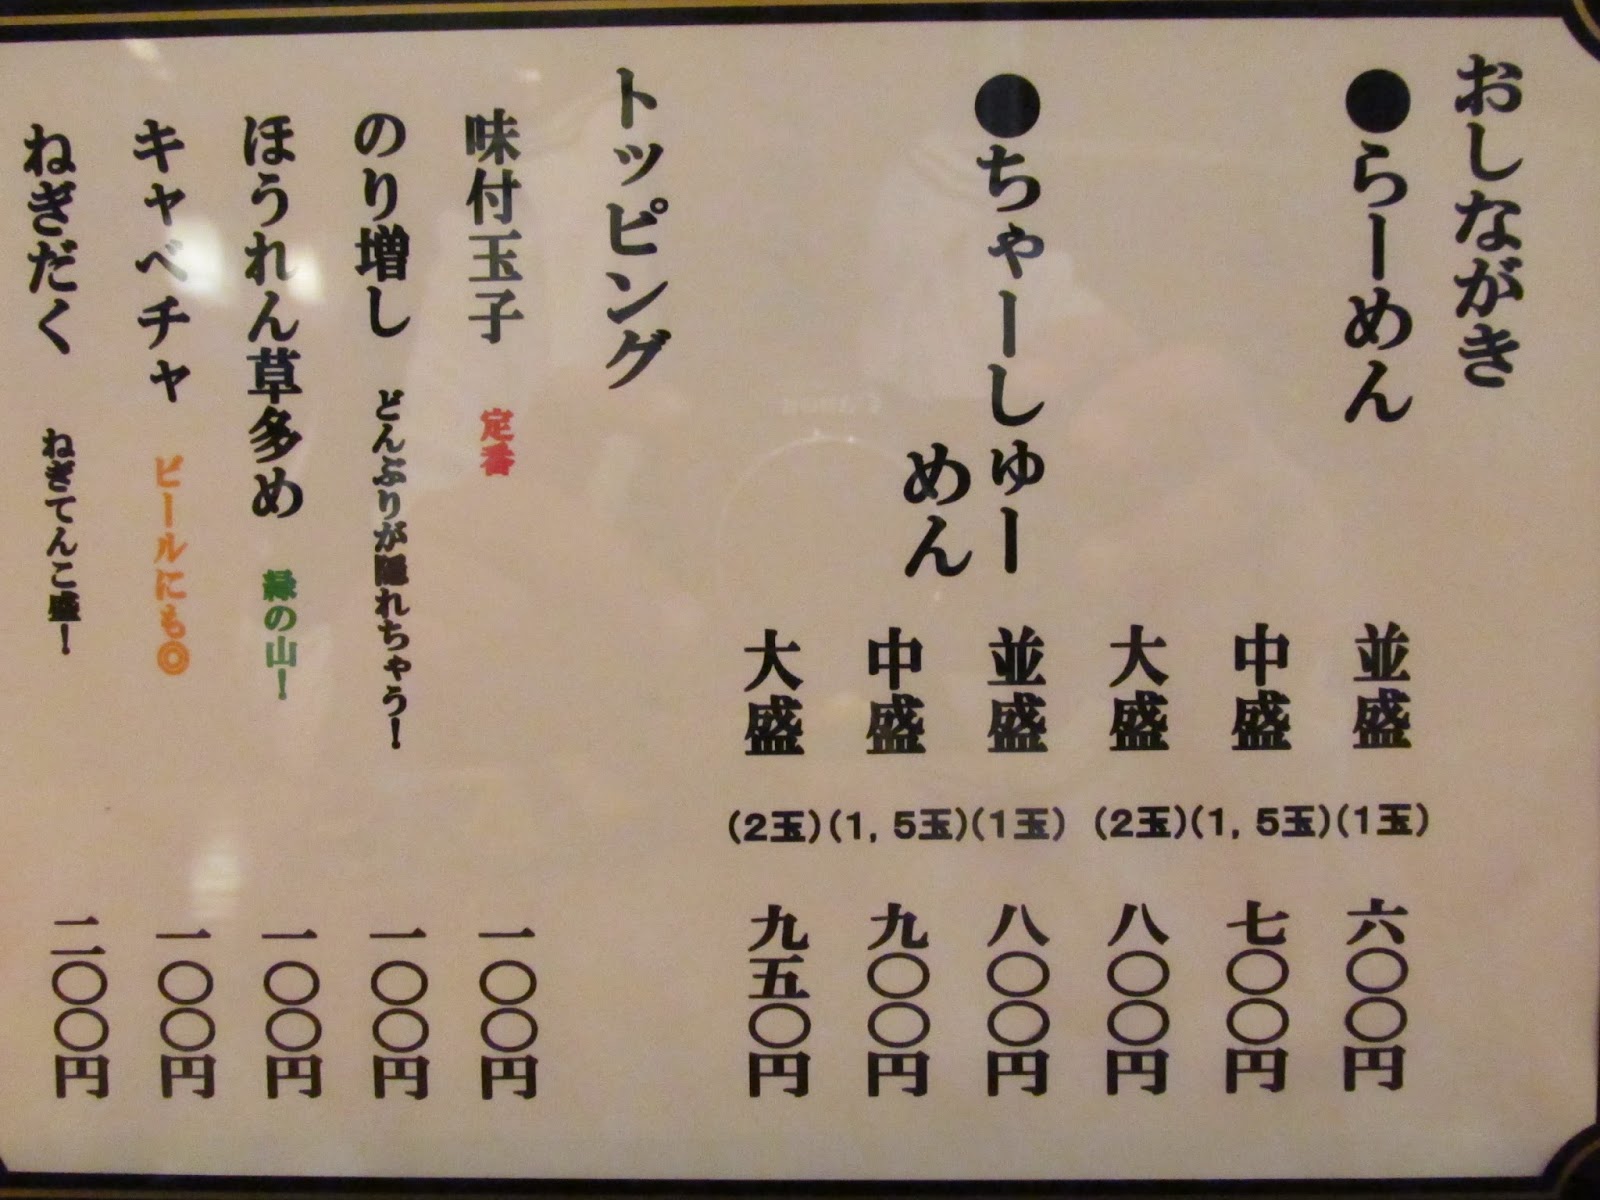 おしながき
●らーめん
並盛 (1玉) 六〇〇円
中盛 (1,5玉) 七〇〇円
大盛 (2玉) 八〇〇円
●ちゃーしゅー
めん
並盛 (1玉) 八〇〇円
中盛 (1,5玉) 九〇〇円
大盛 (2玉) 九五〇円
トッピング
味付玉子 定番 一〇〇円
のり増し どんぶりが隠れちゃう! 一〇〇円
ほうれん草多め 緑の山! 一〇〇円
キャベチャ ビールにも◎ 一〇〇円
ねぎだく ねぎてんこ盛! 二〇〇円